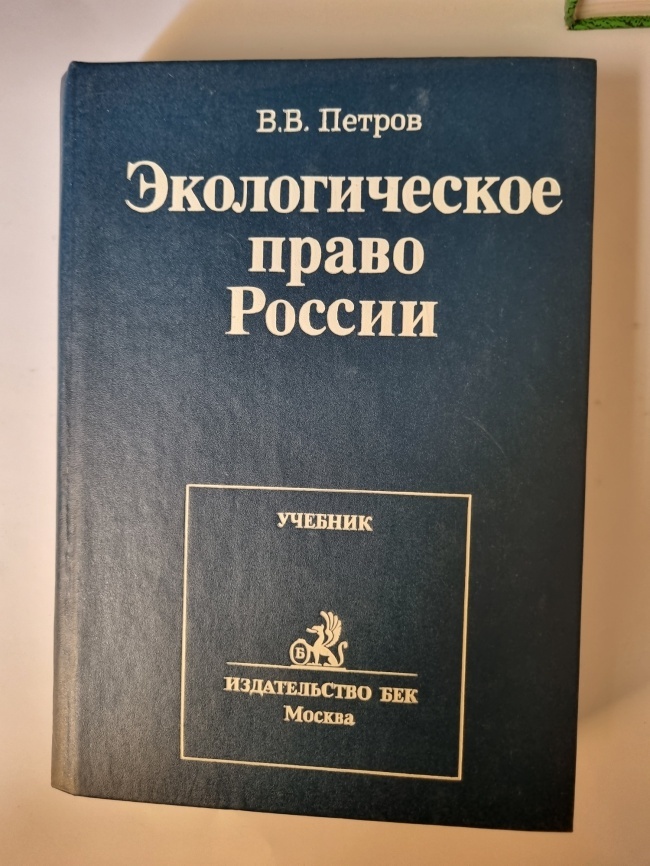 В.В. Петров
Экологическое
право
России
УЧЕБНИК
Б
ИЗДАТЕЛЬСТВО БЕК
Москва